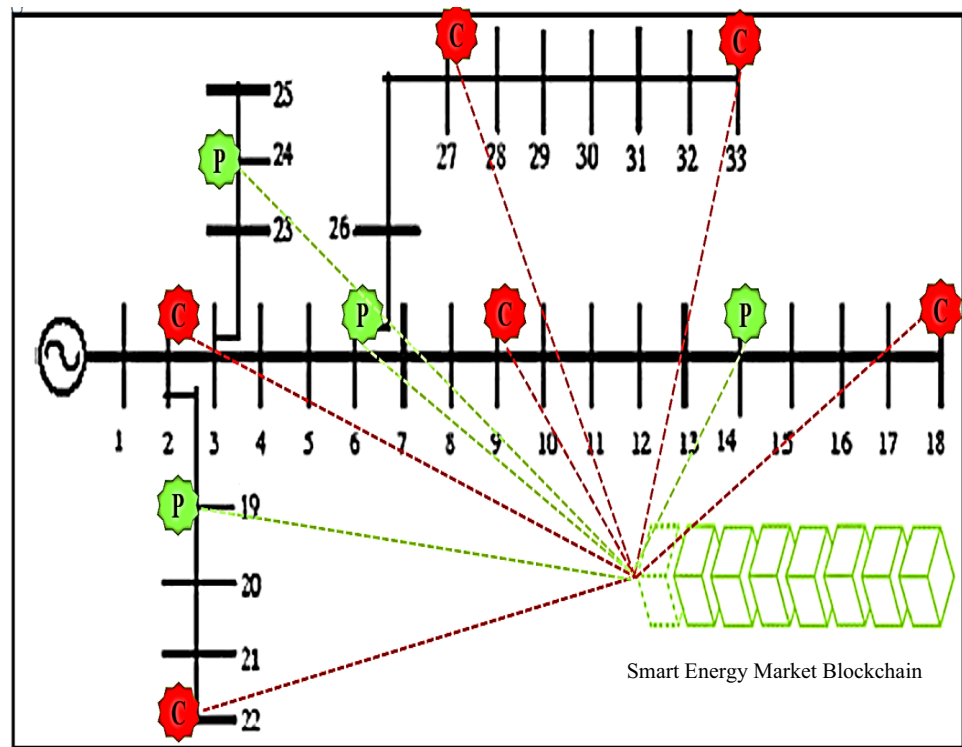 C C
25
P 24
27 28 29 30 31 32 33
23 26
C P C P C
1 2 3 4 5 6 7 8 9 10 11 12 13 14 15 16 17 18
P 19
20
21
C 22
Smart Energy Market Blockchain